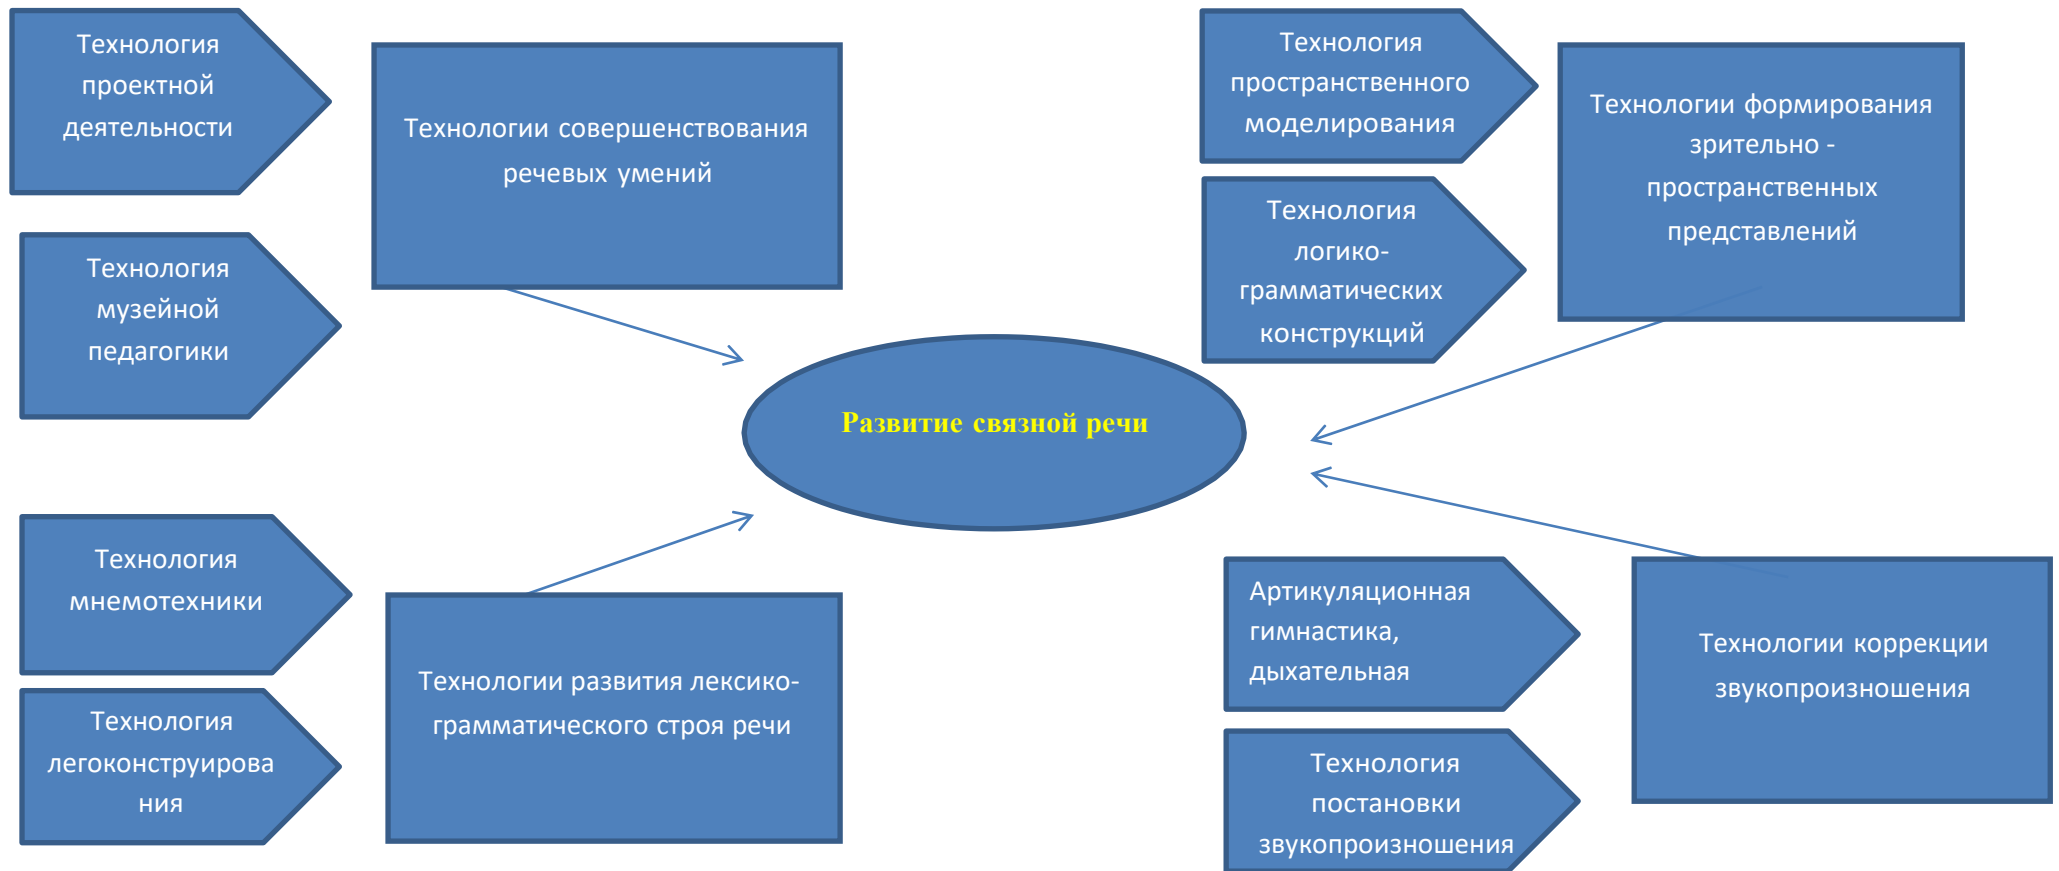 Технология
проектной
деятельности
Технологии совершенствования
речевых умений
Технология
музейной
педагогики
Технология
пространственного
моделирования
Технологии формирования
зрительно -
пространственных
представлений
Технология
логико-
грамматических
конструкций
Развитие связной речи
Технология
мнемотехники
Технологии развития лексико-
грамматического строя речи
Технология
легоконструирова
ния
Артикуляционная
гимнастика,
дыхательная
Технологии коррекции
звукопроизношения
Технология
постановки
звукопроизношения